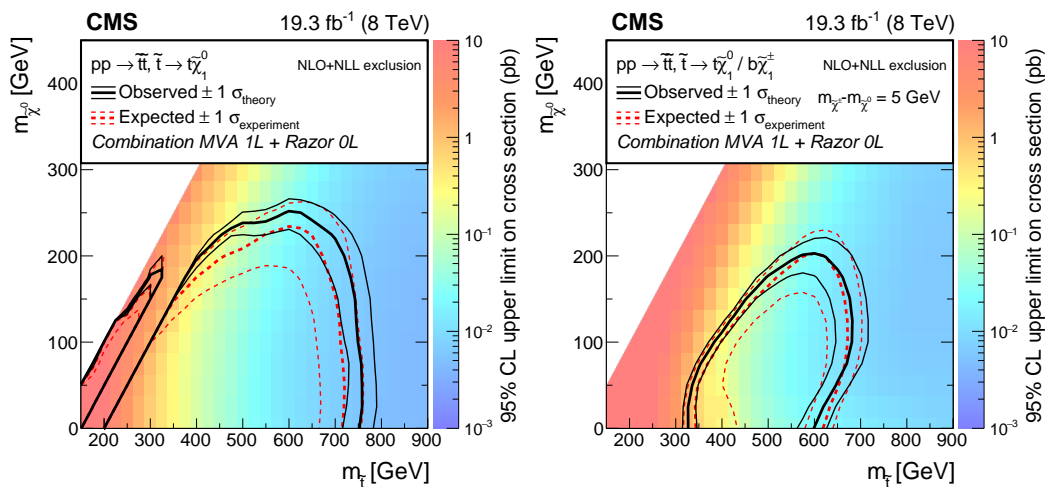 CMS 19.3 fb⁻¹ (8 TeV)
pp → t̃t̃, t̃ → tχ̃⁰₁ NLO+NLL exclusion
Observed ± 1 σ_theory
Expected ± 1 σ_experiment
Combination MVA 1L + Razor 0L
m_χ̃⁰ [GeV]
400
300
200
100
0
200 300 400 500 600 700 800 900
m_t̃ [GeV]
10
1
10⁻¹
10⁻²
10⁻³
95% CL upper limit on cross section (pb)
CMS 19.3 fb⁻¹ (8 TeV)
pp → t̃t̃, t̃ → tχ̃⁰₁ / bχ̃±₁ NLO+NLL exclusion
Observed ± 1 σ_theory m_χ̃±-m_χ̃⁰ = 5 GeV
Expected ± 1 σ_experiment
Combination MVA 1L + Razor 0L
m_χ̃⁰ [GeV]
400
300
200
100
0
200 300 400 500 600 700 800 900
m_t̃ [GeV]
10
1
10⁻¹
10⁻²
10⁻³
95% CL upper limit on cross section (pb)